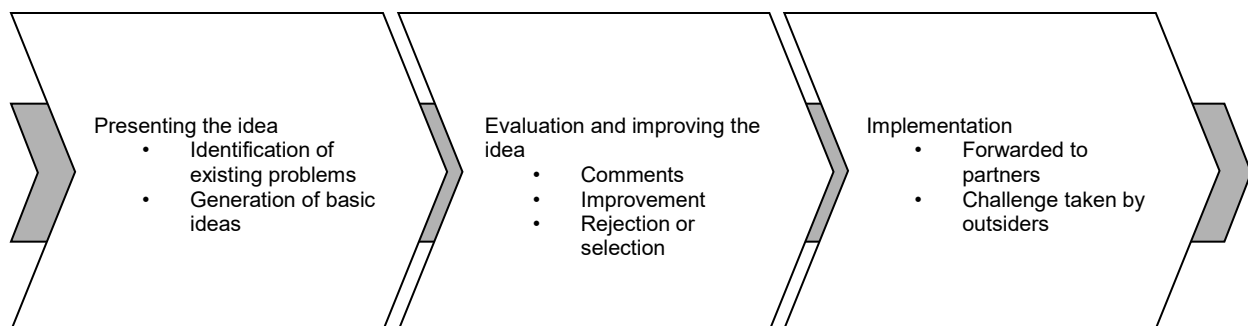 Presenting the idea
• Identification of
existing problems
• Generation of basic
ideas
Evaluation and improving the
idea
• Comments
• Improvement
• Rejection or
selection
Implementation
• Forwarded to
partners
• Challenge taken by
outsiders